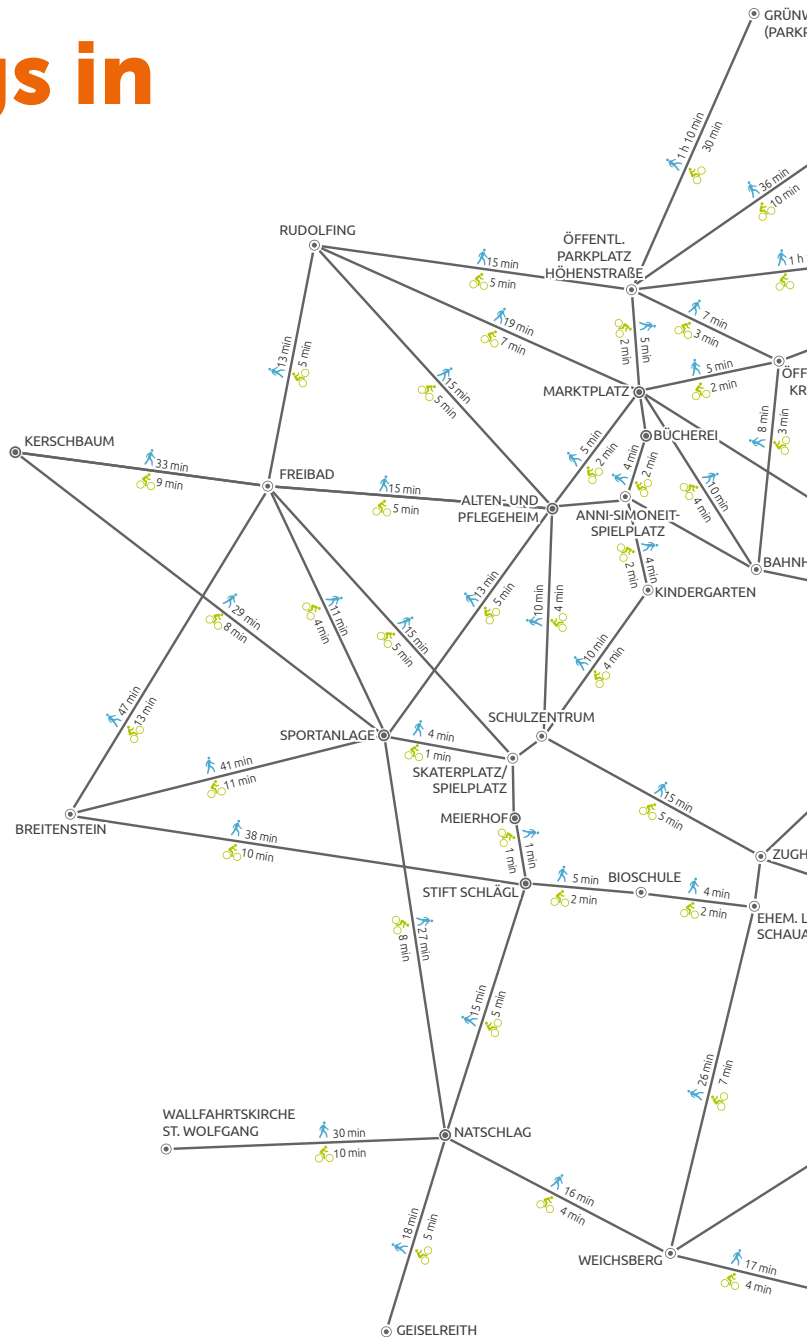 gs in
GRÜNW
(PARKP
1 h 10 min
30 min
36 min
10 min
RUDOLFING
ÖFFENTL.
PARKPLATZ
HÖHENSTRAßE
15 min
5 min
1 h
19 min
7 min
2 min
5 min
7 min
3 min
13 min
5 min
15 min
5 min
5 min
2 min
ÖFF
KR
MARKTPLATZ
KERSCHBAUM
33 min
9 min
FREIBAD
15 min
5 min
5 min
2 min
BÜCHEREI
4 min
2 min
10 min
4 min
8 min
3 min
ALTEN-UND
PFLEGEHEIM
ANNI-SIMONEIT-
SPIELPLATZ
2 min
4 min
BAHNH
KINDERGARTEN
29 min
8 min
11 min
4 min
15 min
5 min
13 min
5 min
10 min
4 min
10 min
4 min
47 min
13 min
SPORTANLAGE
4 min
1 min
SCHULZENTRUM
SKATERPLATZ/
SPIELPLATZ
41 min
11 min
15 min
5 min
BREITENSTEIN
38 min
10 min
MEIERHOF
1 min
1 min
ZUGH
STIFT SCHLÄGL
5 min
2 min
BIOSCHULE
4 min
2 min
EHEM. L
SCHAUA
8 min
27 min
15 min
5 min
26 min
7 min
WALLFAHRTSKIRCHE
ST. WOLFGANG
30 min
10 min
NATSCHLAG
16 min
4 min
18 min
5 min
WEICHSBERG
17 min
4 min
GEISELREITH